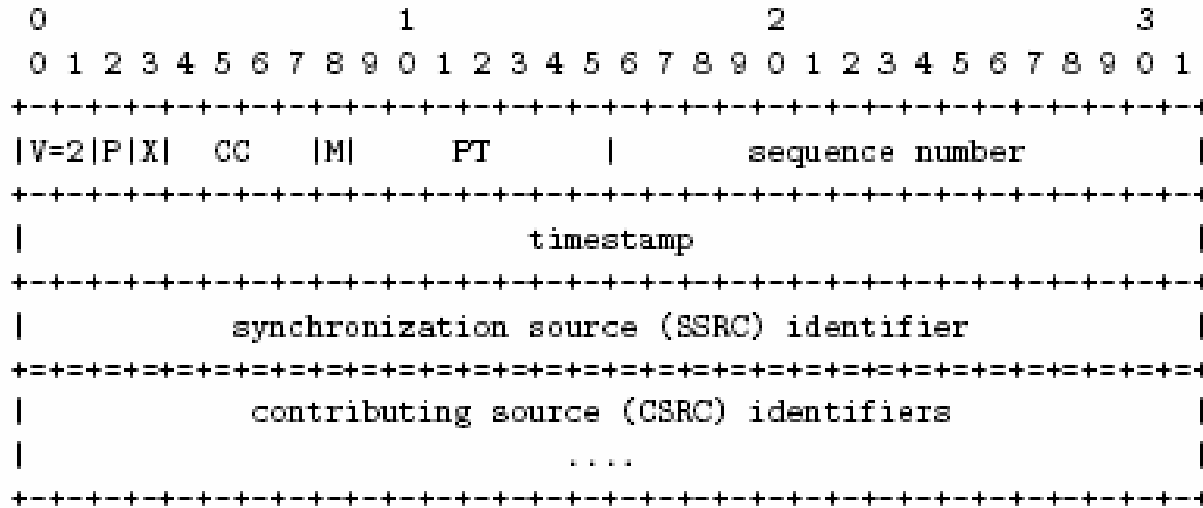 0                   1                   2                   3
0 1 2 3 4 5 6 7 8 9 0 1 2 3 4 5 6 7 8 9 0 1 2 3 4 5 6 7 8 9 0 1
+-+-+-+-+-+-+-+-+-+-+-+-+-+-+-+-+-+-+-+-+-+-+-+-+-+-+-+-+-+-+-+-+
|V=2|P|X|  CC   |M|     PT      |       sequence number         |
+-+-+-+-+-+-+-+-+-+-+-+-+-+-+-+-+-+-+-+-+-+-+-+-+-+-+-+-+-+-+-+-+
|                           timestamp                           |
+-+-+-+-+-+-+-+-+-+-+-+-+-+-+-+-+-+-+-+-+-+-+-+-+-+-+-+-+-+-+-+-+
|           synchronization source (SSRC) identifier            |
+=+=+=+=+=+=+=+=+=+=+=+=+=+=+=+=+=+=+=+=+=+=+=+=+=+=+=+=+=+=+=+=+
|            contributing source (CSRC) identifiers             |
|                             ....                              |
+-+-+-+-+-+-+-+-+-+-+-+-+-+-+-+-+-+-+-+-+-+-+-+-+-+-+-+-+-+-+-+-+